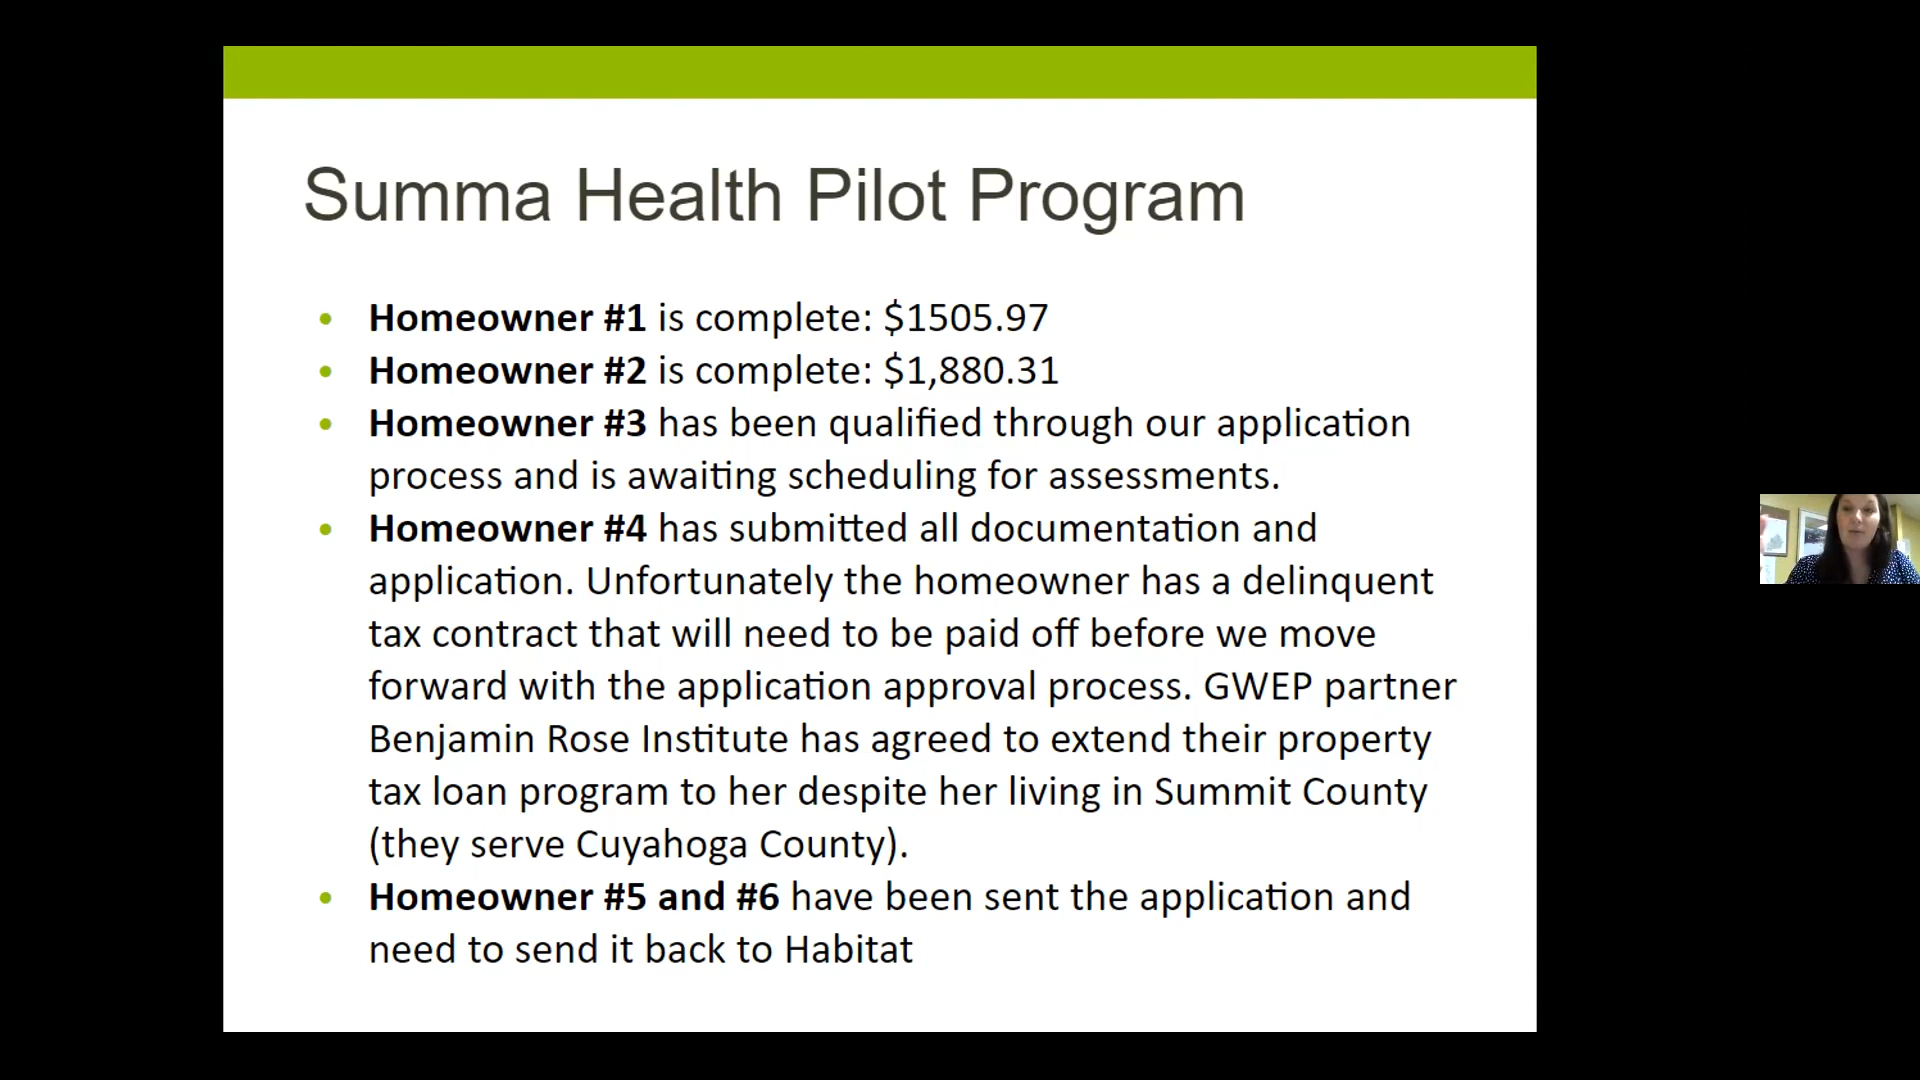 Summa Health Pilot Program
• Homeowner #1 is complete: $1505.97
• Homeowner #2 is complete: $1,880.31
• Homeowner #3 has been qualified through our application
process and is awaiting scheduling for assessments.
• Homeowner #4 has submitted all documentation and
application. Unfortunately the homeowner has a delinquent
tax contract that will need to be paid off before we move
forward with the application approval process. GWEP partner
Benjamin Rose Institute has agreed to extend their property
tax loan program to her despite her living in Summit County
(they serve Cuyahoga County).
• Homeowner #5 and #6 have been sent the application and
need to send it back to Habitat